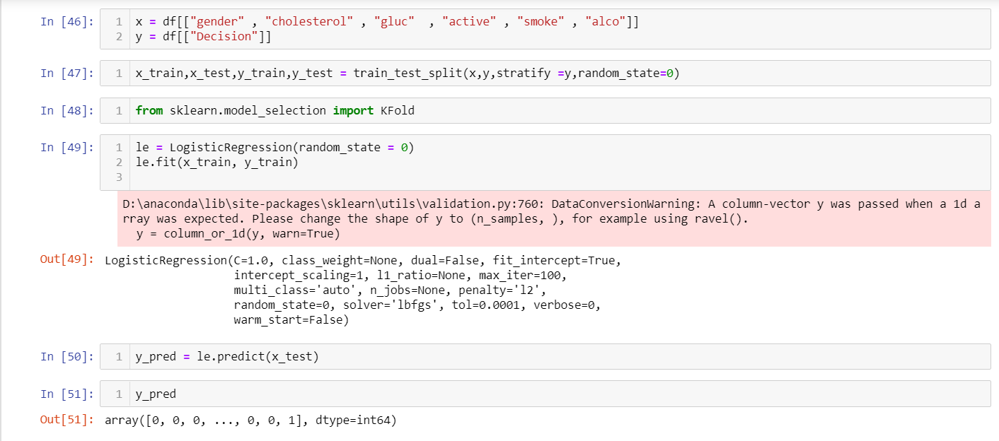 In [46]:
1 x = df[["gender" , "cholesterol" , "gluc"  , "active" , "smoke" , "alco"]]
2 y = df[["Decision"]]
In [47]:
1 x_train,x_test,y_train,y_test = train_test_split(x,y,stratify =y,random_state=0)
In [48]:
1 from sklearn.model_selection import KFold
In [49]:
1 le = LogisticRegression(random_state = 0)
2 le.fit(x_train, y_train)
3
D:\anaconda\lib\site-packages\sklearn\utils\validation.py:760: DataConversionWarning: A column-vector y was passed when a 1d a
rray was expected. Please change the shape of y to (n_samples, ), for example using ravel().
  y = column_or_1d(y, warn=True)
Out[49]: LogisticRegression(C=1.0, class_weight=None, dual=False, fit_intercept=True,
                   intercept_scaling=1, l1_ratio=None, max_iter=100,
                   multi_class='auto', n_jobs=None, penalty='l2',
                   random_state=0, solver='lbfgs', tol=0.0001, verbose=0,
                   warm_start=False)
In [50]:
1 y_pred = le.predict(x_test)
In [51]:
1 y_pred
Out[51]: array([0, 0, 0, ..., 0, 0, 1], dtype=int64)